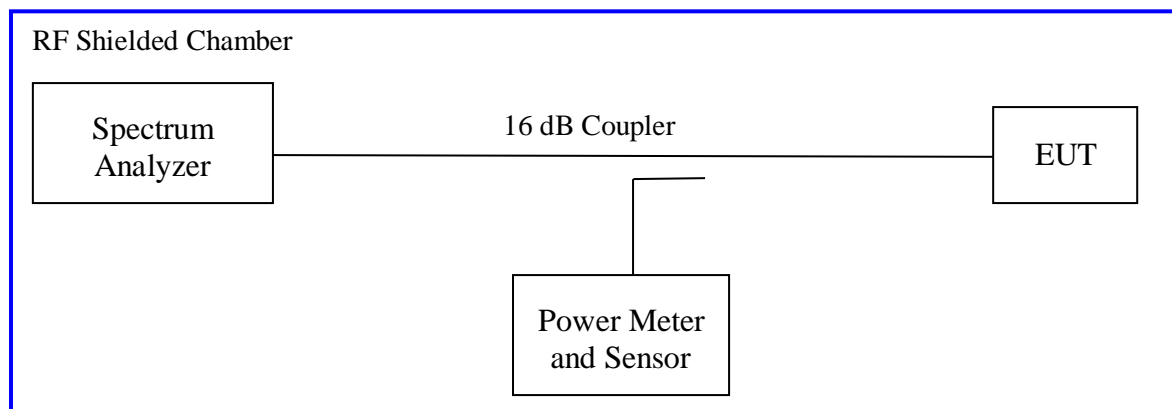 RF Shielded Chamber
Spectrum
Analyzer
16 dB Coupler
EUT
Power Meter
and Sensor